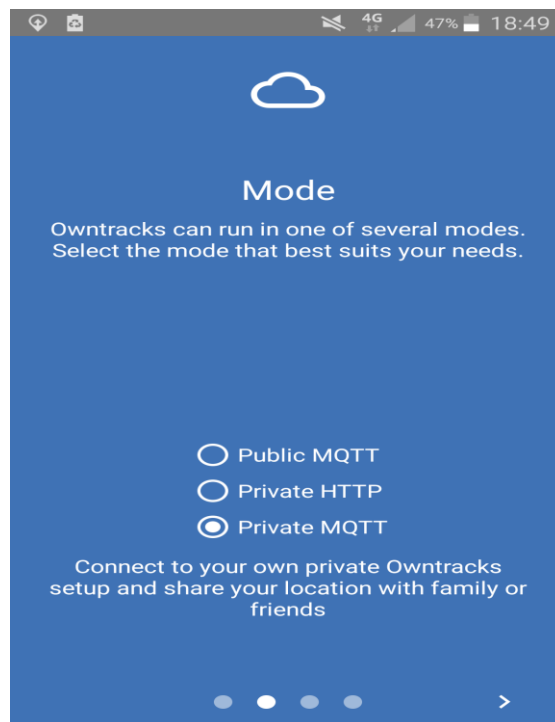 4G 47% 18:49
Mode
Owntracks can run in one of several modes.
Select the mode that best suits your needs.
Public MQTT
Private HTTP
Private MQTT
Connect to your own private Owntracks
setup and share your location with family or
friends